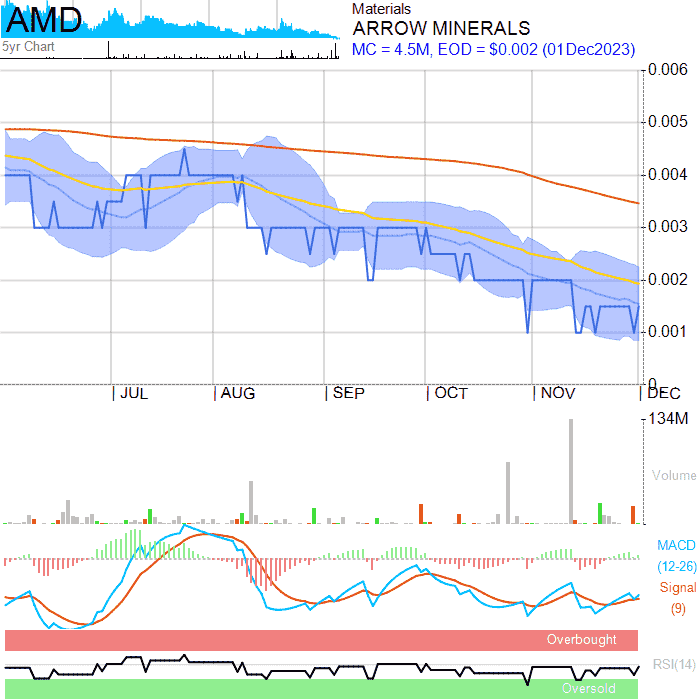 AMD
5yr Chart
Materials
ARROW MINERALS
MC = 4.5M, EOD = $0.002 (01Dec2023)
0.006
0.005
0.004
0.003
0.002
0.001
0
JUL AUG SEP OCT NOV DEC
134M
Volume
MACD
(12-26)
Signal
(9)
Overbought
RSI(14)
Oversold